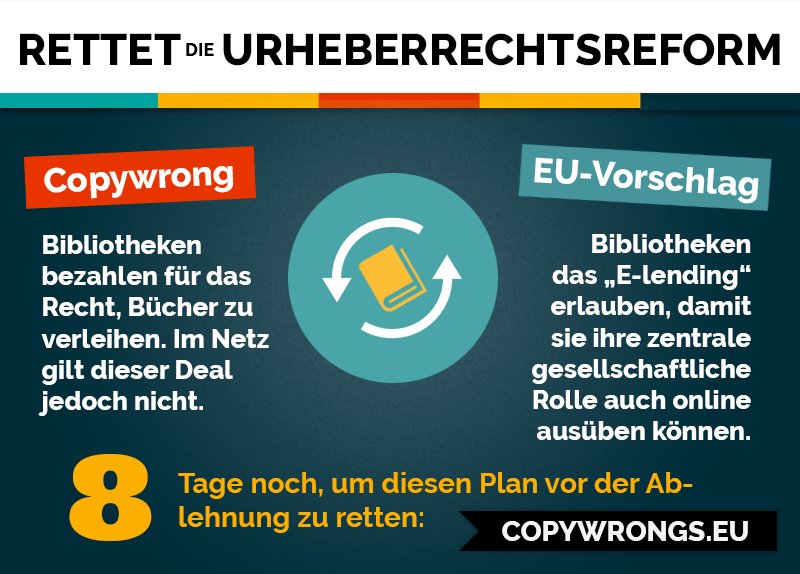 RETTET DIE URHEBERRECHTSREFORM
Copywrong
Bibliotheken
bezahlen für das
Recht, Bücher zu
verleihen. Im Netz
gilt dieser Deal
jedoch nicht.
EU-Vorschlag
Bibliotheken
das „E-lending“
erlauben, damit
sie ihre zentrale
gesellschaftliche
Rolle auch online
ausüben können.
8
Tage noch, um diesen Plan vor der Ab-
lehnung zu retten:
COPYWRONGS.EU